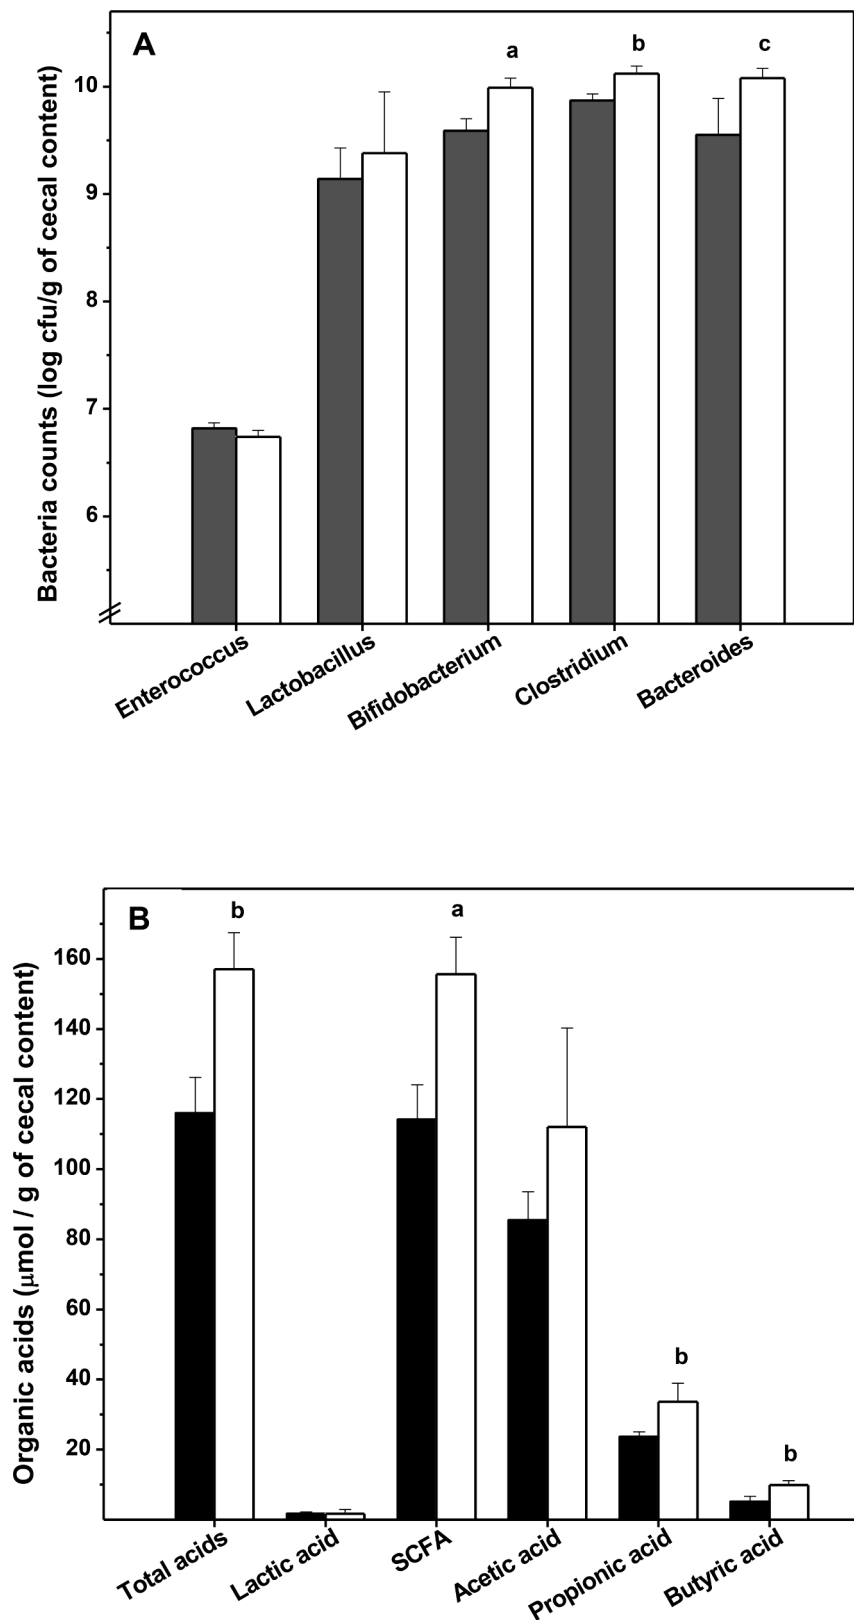 A
a
b
c
Bacteria counts (log cfu/g of cecal content)
10
9
8
7
6
Enterococcus
Lactobacillus
Bifidobacterium
Clostridium
Bacteroides
B
b
a
b
b
Organic acids (μmol / g of cecal content)
160
140
120
100
80
60
40
20
Total acids
Lactic acid
SCFA
Acetic acid
Propionic acid
Butyric acid